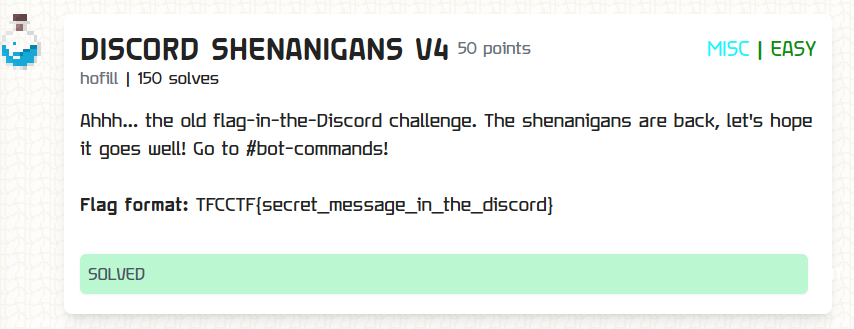 DISCORD SHENANIGANS V4 50 points MISC | EASY
hofill | 150 solves
Ahhh... the old flag-in-the-Discord challenge. The shenanigans are back, let's hope
it goes well! Go to #bot-commands!
Flag format: TFCCTF{secret_message_in_the_discord}
SOLVED